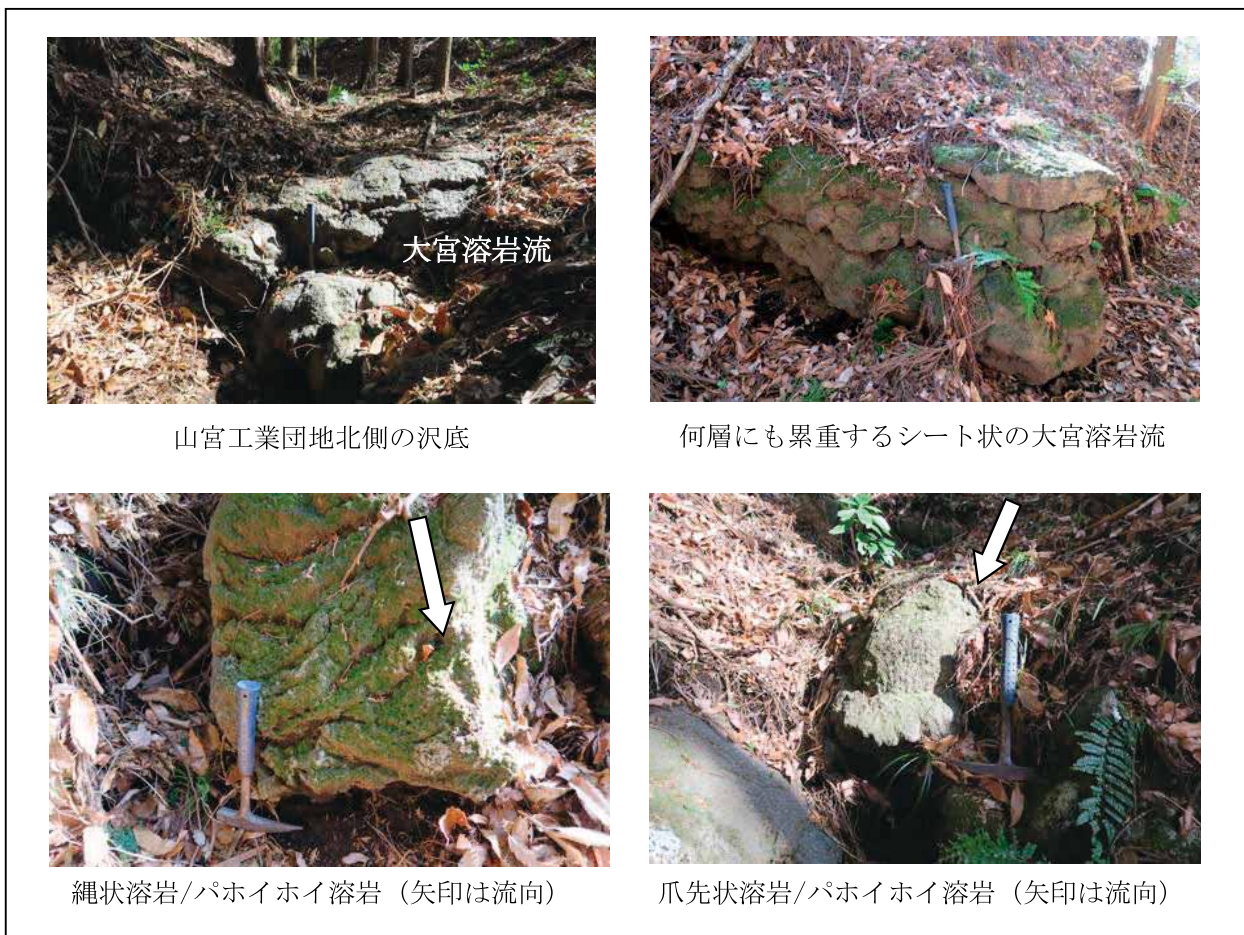 大宮溶岩流
山宮工業団地北側の沢底
何層にも累重するシート状の大宮溶岩流
縄状溶岩/パホイホイ溶岩（矢印は流向）
爪先状溶岩/パホイホイ溶岩（矢印は流向）